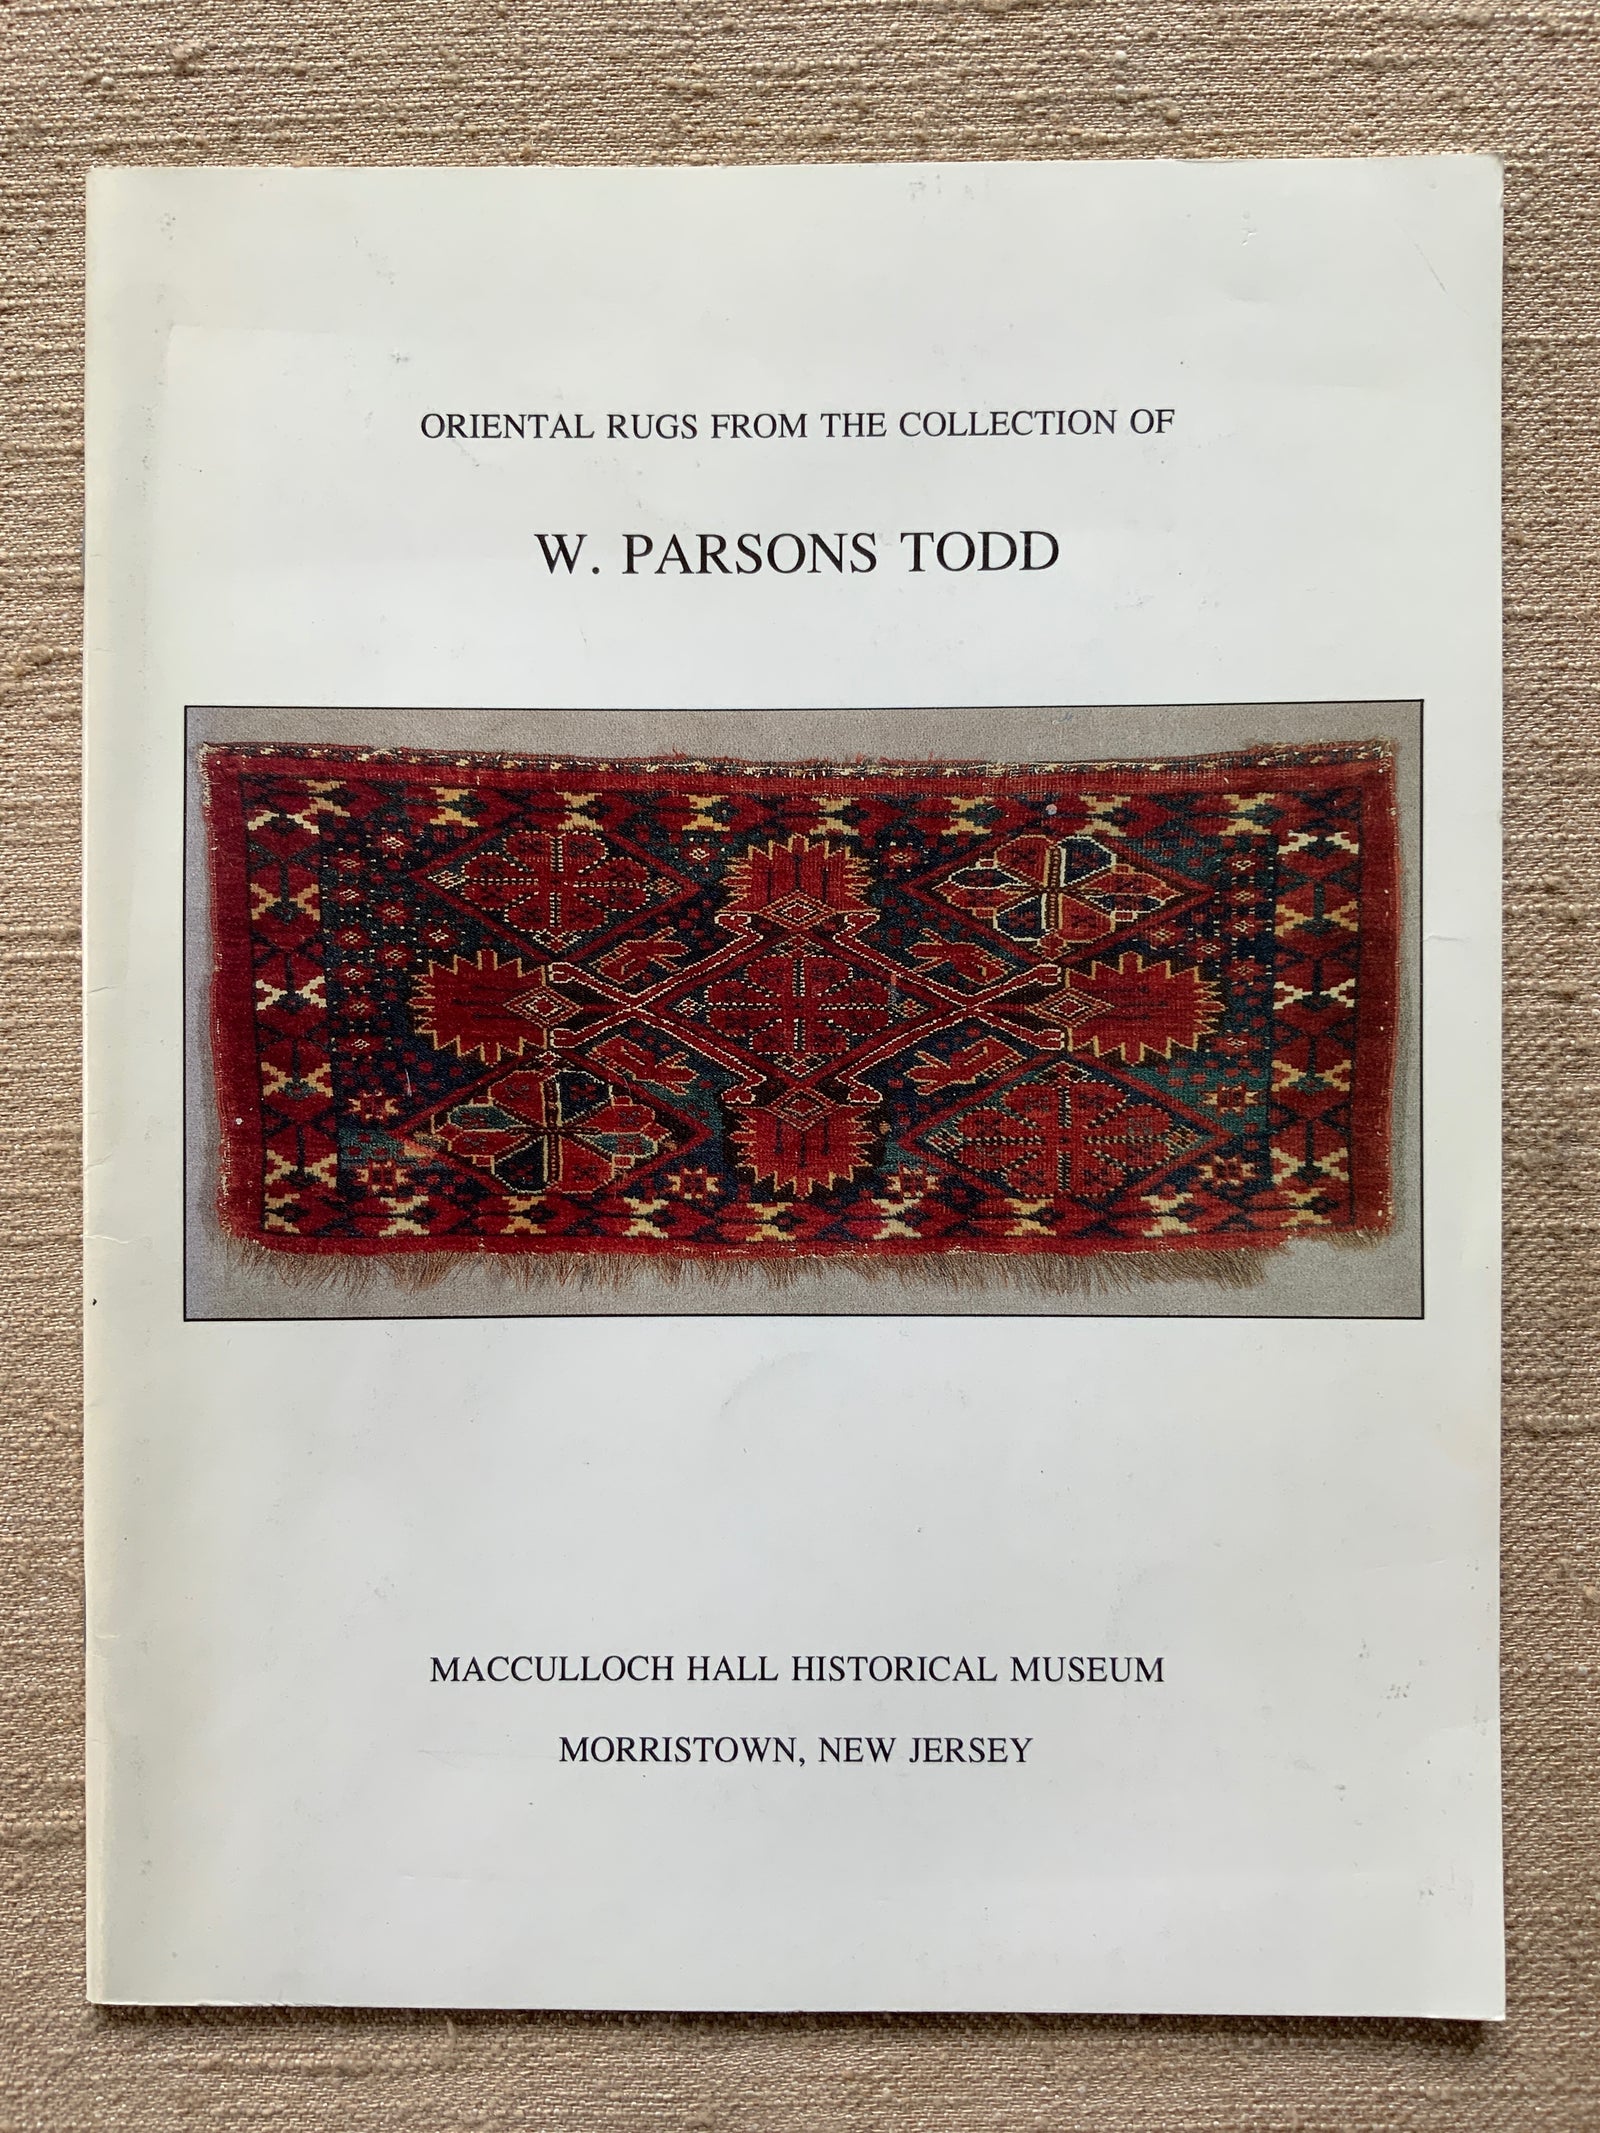 ORIENTAL RUGS FROM THE COLLECTION OF
W. PARSONS TODD
MACCULLOCH HALL HISTORICAL MUSEUM
MORRISTOWN, NEW JERSEY